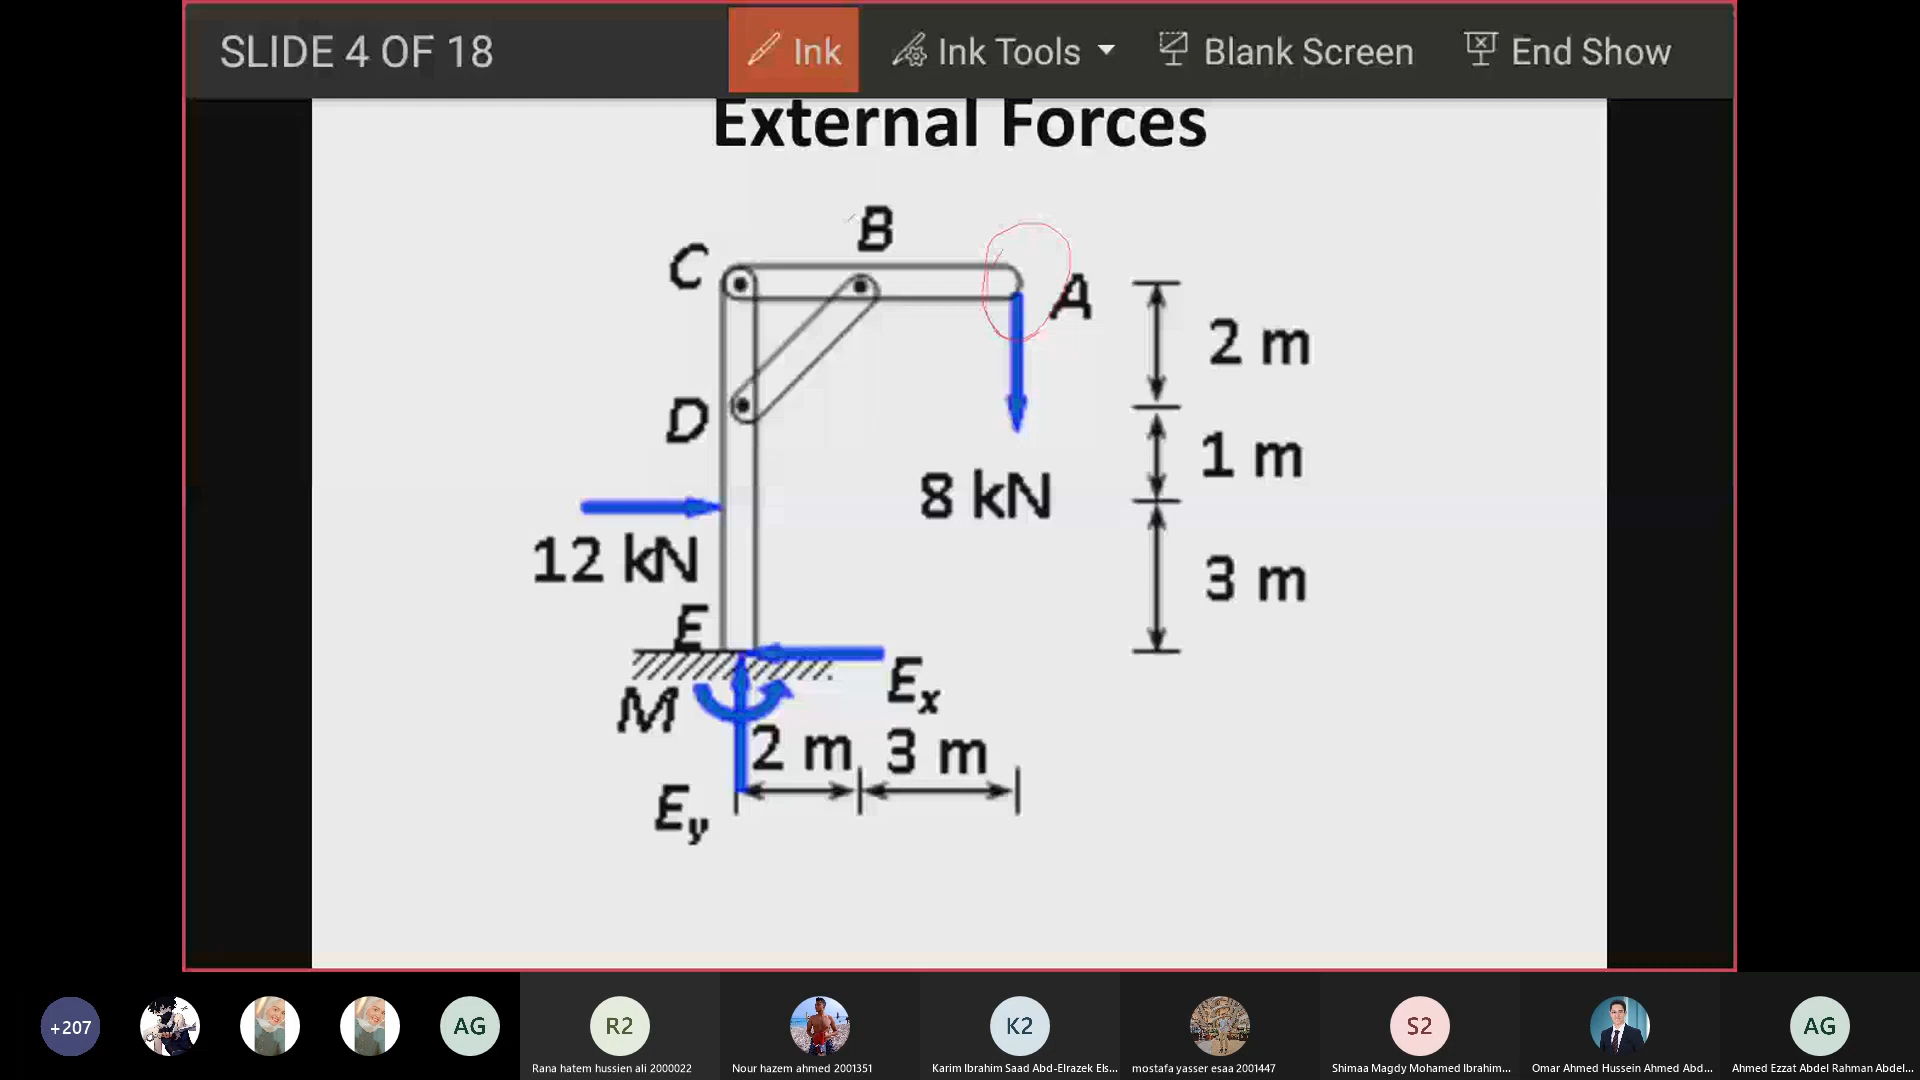 SLIDE 4 OF 18
Ink
Ink Tools
Blank Screen
End Show
External Forces
B
C
A
2 m
D
1 m
8 kN
12 kN
3 m
E
Ex
M
2 m
3 m
Ey
+207
AG
R2
K2
S2
AG
Rana hatem hussien ali 2000022
Nour hazem ahmed 2001351
Karim Ibrahim Saad Abd-Elrazek Els...
mostafa yasser esaa 2001447
Shimaa Magdy Mohamed Ibrahim...
Omar Ahmed Hussein Ahmed Abd...
Ahmed Ezzat Abdel Rahman Abdel...